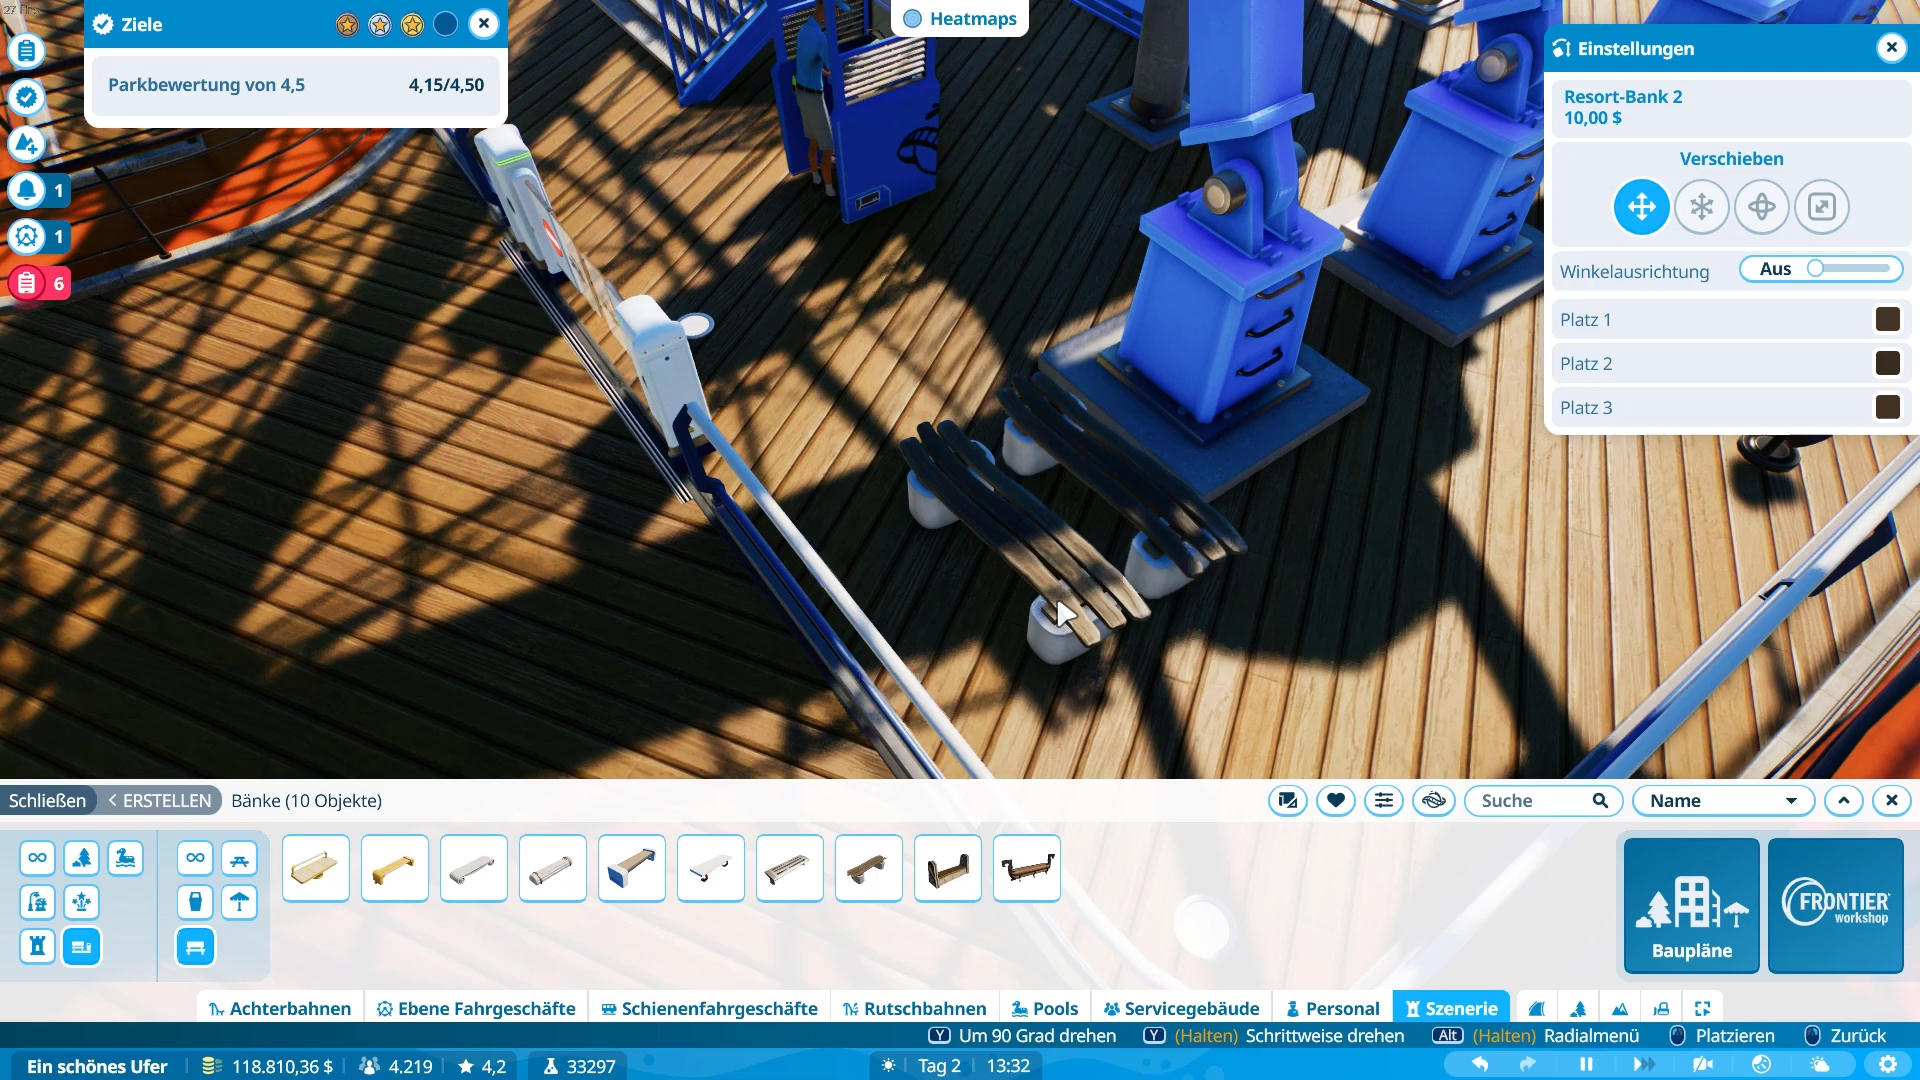 Ziele
Parkbewertung von 4,5
4,15/4,50
Heatmaps
Einstellungen
Resort-Bank 2
10,00 $
Verschieben
Winkelausrichtung
Aus
Platz 1
Platz 2
Platz 3
1
1
6
Schließen
ERSTELLEN
Bänke (10 Objekte)
Suche
Name
Baupläne
FRONTIER
workshop
Achterbahnen
Ebene Fahrgeschäfte
Schienenfahrgeschäfte
Rutschbahnen
Pools
Servicegebäude
Personal
Szenerie
Y Um 90 Grad drehen
Y (Halten) Schrittweise drehen
Alt (Halten) Radialmenü
Platzieren
Zurück
Ein schönes Ufer
118.810,36 $
4.219
4,2
33297
Tag 2
13:32